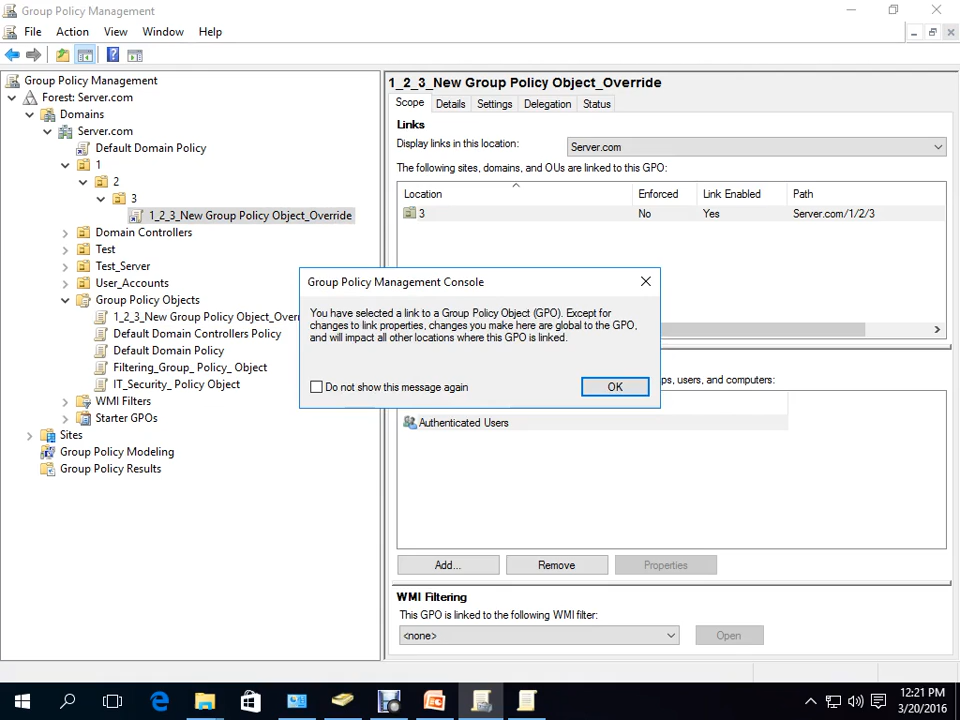 Group Policy Management
File Action View Window Help
Group Policy Management
Forest: Server.com
Domains
Server.com
Default Domain Policy
1
2
3
1_2_3_New Group Policy Object_Override
Domain Controllers
Test
Test_Server
User_Accounts
Group Policy Objects
1_2_3_New Group Policy Object_Overr
Default Domain Controllers Policy
Default Domain Policy
Filtering_Group_ Policy_ Object
IT_Security_ Policy Object
WMI Filters
Starter GPOs
Sites
Group Policy Modeling
Group Policy Results
1_2_3_New Group Policy Object_Override
Scope Details Settings Delegation Status
Links
Display links in this location: Server.com
The following sites, domains, and OUs are linked to this GPO:
Location Enforced Link Enabled Path
3 No Yes Server.com/1/2/3
Group Policy Management Console
You have selected a link to a Group Policy Object (GPO). Except for
changes to link properties, changes you make here are global to the GPO,
and will impact all other locations where this GPO is linked.
Do not show this message again
OK
ps, users, and computers:
Authenticated Users
Add... Remove Properties
WMI Filtering
This GPO is linked to the following WMI filter:
<none> Open
12:21 PM
3/20/2016